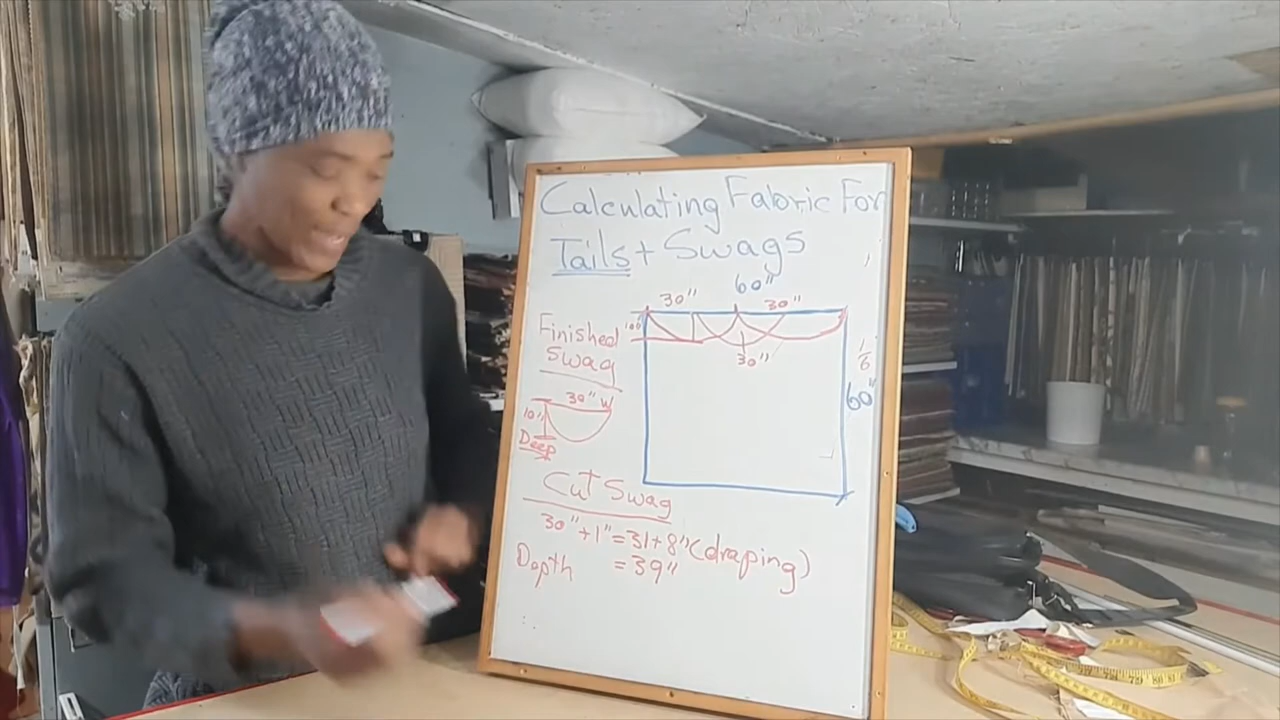 Calculating Fabric For
Tails + Swags
60"
30" 30"
Finished
Swag
10"
30"
1/6
60"
30" W
10"
Deep
Cut Swag
30" + 1" = 31 + 8" (draping)
Depth = 39"